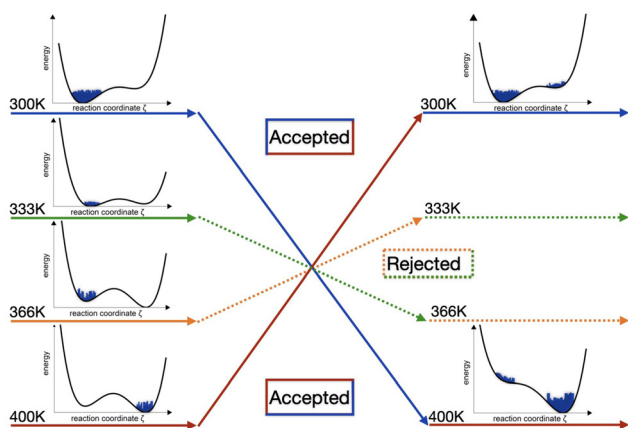 energy
reaction coordinate ζ
300K
energy
reaction coordinate ζ
300K
Accepted
energy
reaction coordinate ζ
333K
333K
energy
reaction coordinate ζ
366K
Rejected
366K
energy
reaction coordinate ζ
400K
Accepted
energy
reaction coordinate ζ
400K